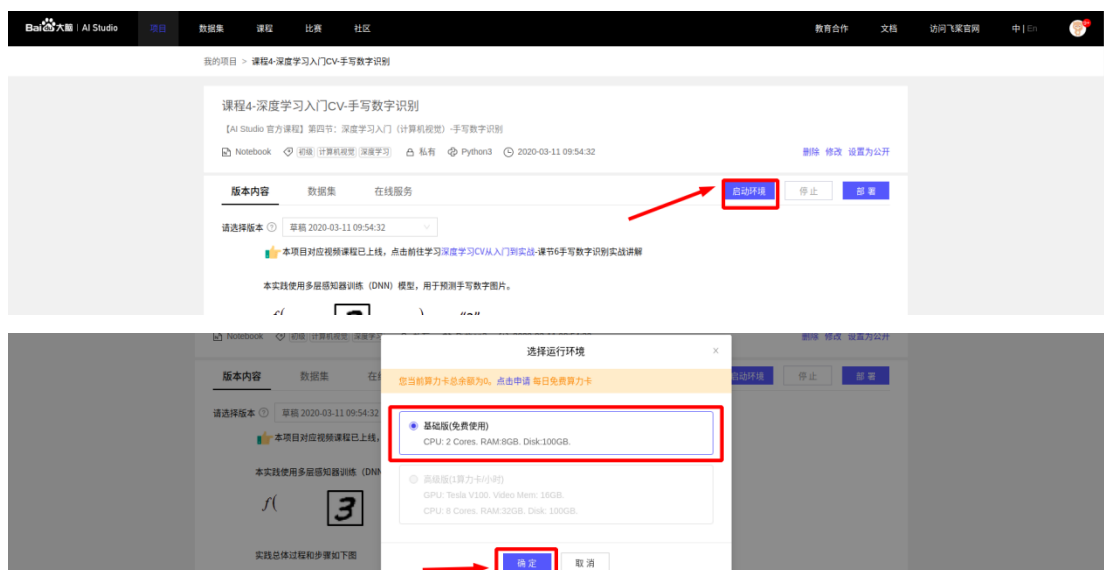 Bai大脑 | AI Studio 项目 数据集 课程 比赛 社区 教育合作 文档 访问飞桨官网 中 | En
我的项目 > 课程4-深度学习入门CV-手写数字识别
课程4-深度学习入门CV-手写数字识别
【AI Studio 官方课程】第四节：深度学习入门（计算机视觉）-手写数字识别
Notebook 初级 计算机视觉 深度学习 私有 Python3 2020-03-11 09:54:32 删除 修改 设置为公开
版本内容 数据集 在线服务 启动环境 停止 部署
请选择版本 ? 草稿 2020-03-11 09:54:32
本项目对应视频课程已上线，点击前往学习深度学习CV从入门到实战-课节6手写数字识别实战讲解
本实践使用多层感知器训练（DNN）模型，用于预测手写数字图片。
Notebook 初级 计算机视觉 深度学习 删除 修改 设置为公开
选择运行环境 ×
版本内容 数据集 在 启动环境 停止 部署
您当前算力卡总余额为0。点击申请 每日免费算力卡
请选择版本 ? 草稿 2020-03-11 09:54:32
基础版(免费使用)
CPU: 2 Cores. RAM:8GB. Disk:100GB.
本项目对应视频课程已上线，
本实践使用多层感知器训练（DNN
高级版(1算力卡/小时)
GPU: Tesla V100. Video Mem: 16GB.
CPU: 8 Cores. RAM:32GB. Disk: 100GB.
f( 3
实践总体过程和步骤如下图
确定 取消